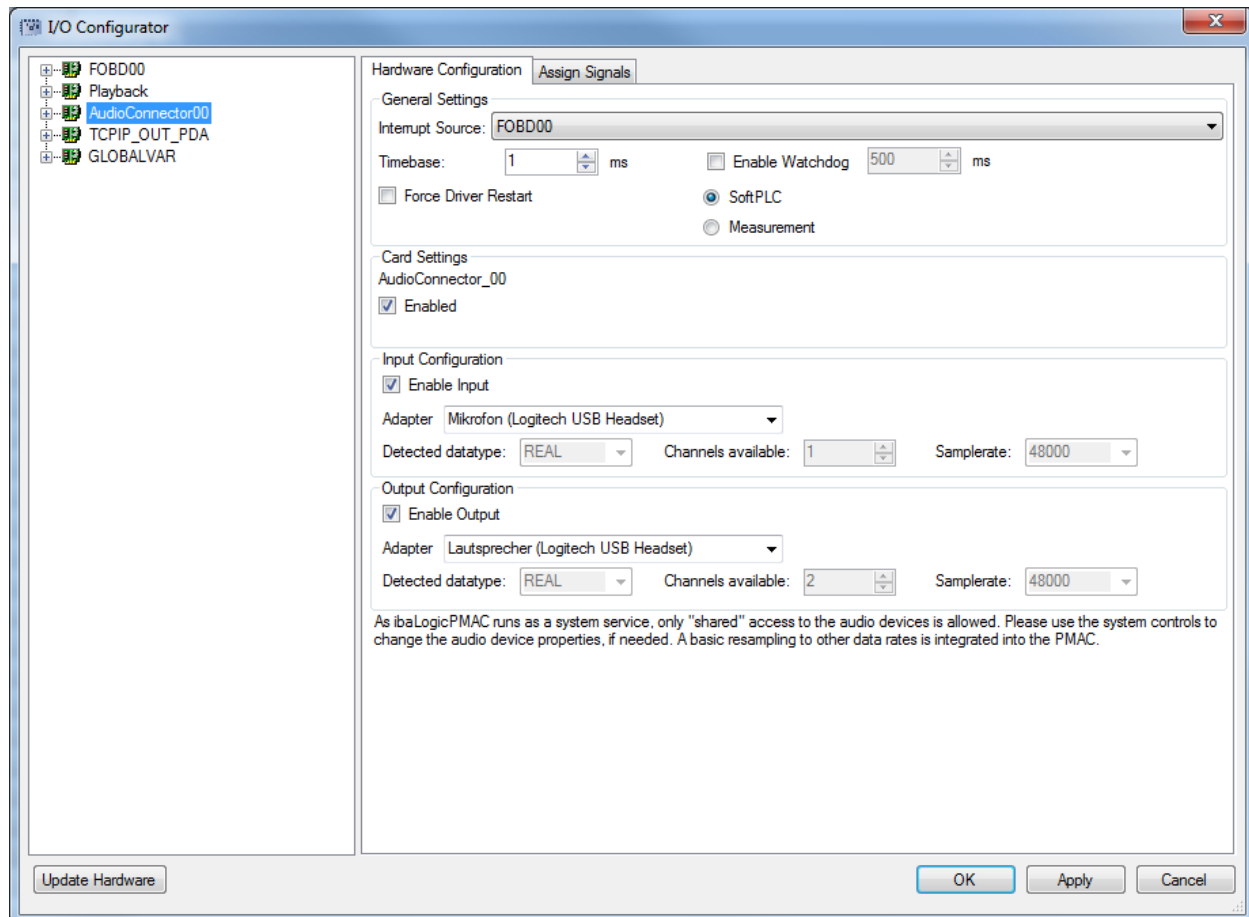 I/O Configurator
FOBD00
Playback
AudioConnector00
TCPIP_OUT_PDA
GLOBALVAR
Hardware Configuration Assign Signals
General Settings
Interrupt Source: FOBD00
Timebase: 1 ms Enable Watchdog 500 ms
Force Driver Restart SoftPLC
Measurement
Card Settings
AudioConnector_00
Enabled
Input Configuration
Enable Input
Adapter Mikrofon (Logitech USB Headset)
Detected datatype: REAL Channels available: 1 Samplerate: 48000
Output Configuration
Enable Output
Adapter Lautsprecher (Logitech USB Headset)
Detected datatype: REAL Channels available: 2 Samplerate: 48000
As ibaLogicPMAC runs as a system service, only "shared" access to the audio devices is allowed. Please use the system controls to
change the audio device properties, if needed. A basic resampling to other data rates is integrated into the PMAC.
Update Hardware OK Apply Cancel